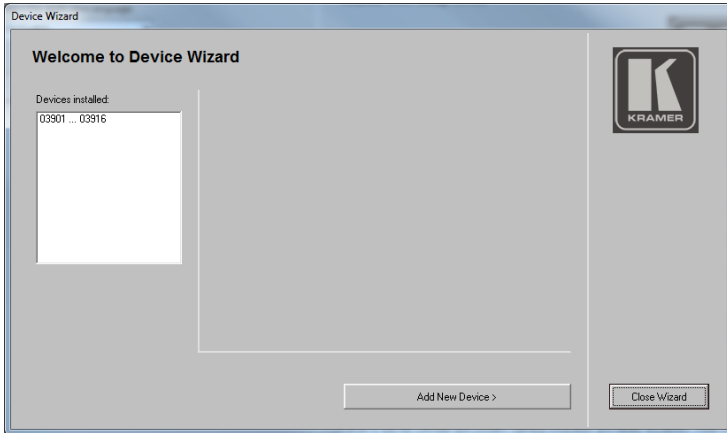 Device Wizard
Welcome to Device Wizard
Devices installed:
03901 ... 03916
KRAMER
Add New Device >
Close Wizard